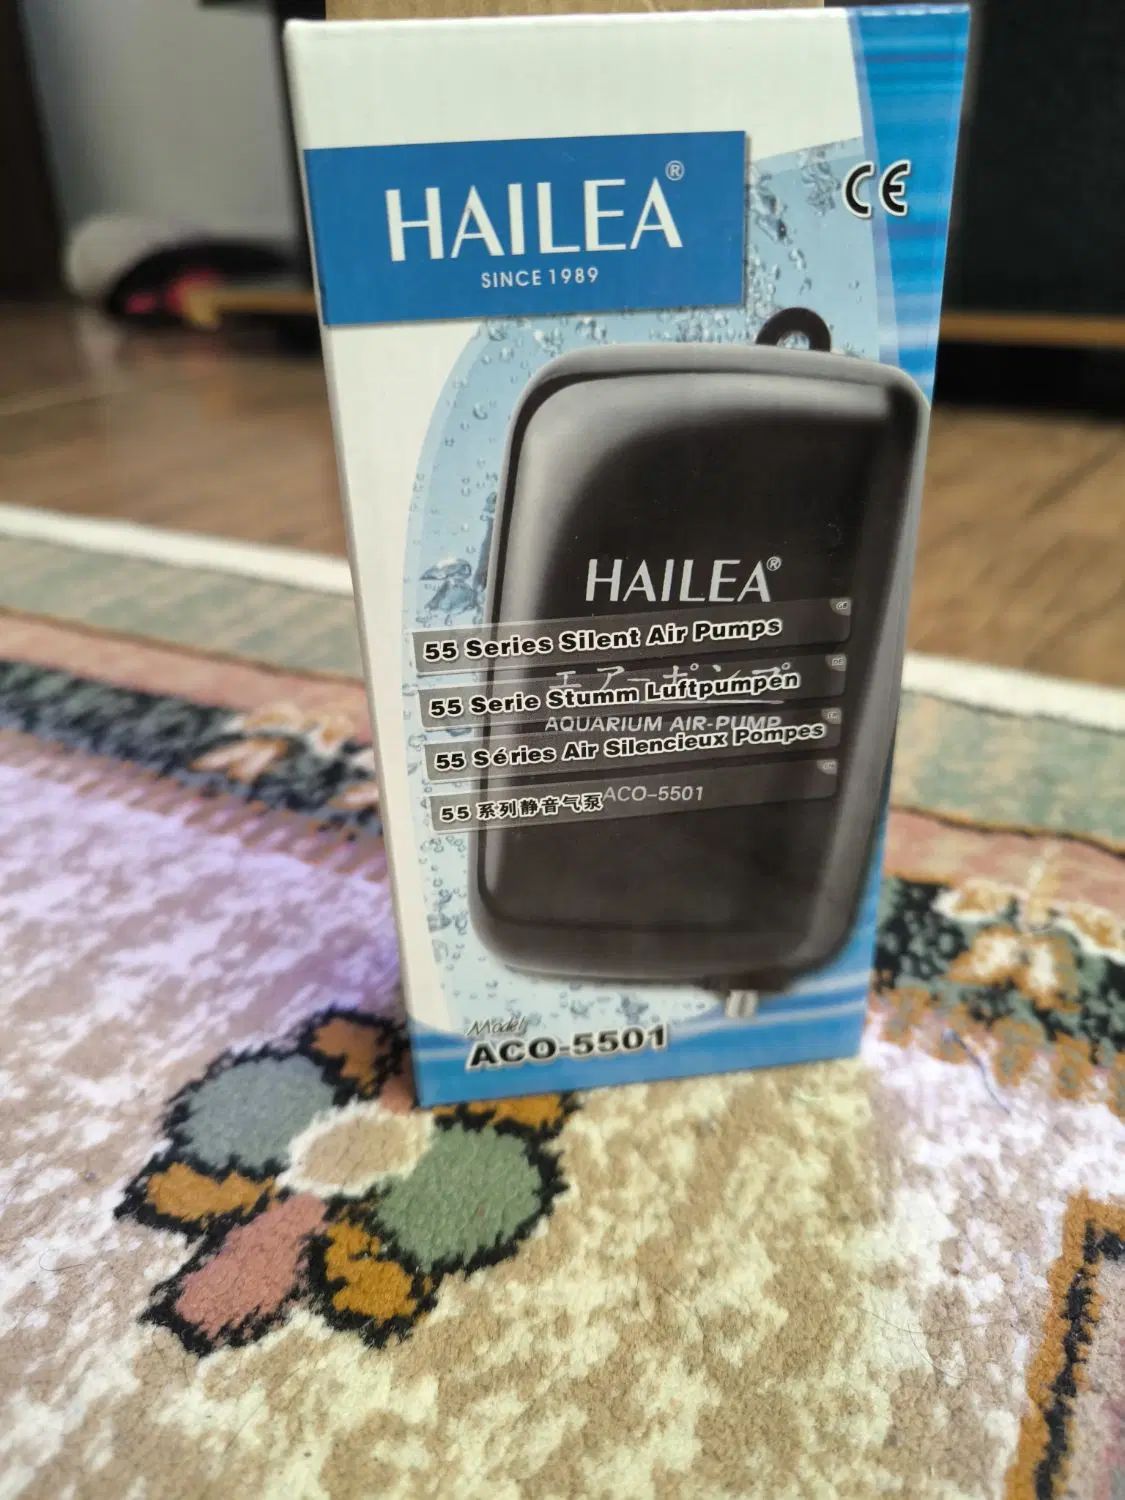 HAILEA®
SINCE 1989
CE
HAILEA®
55 Series Silent Air Pumps
エアーポンプ
55 Serie Stumm Luftpumpen
AQUARIUM AIR-PUMP
55 Séries Air Silencieux Pompes
55 系列静音气泵
ACO-5501
Model
ACO-5501